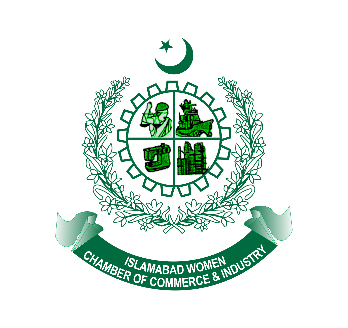 ISLAMABAD WOMEN
CHAMBER OF COMMERCE & INDUSTRY